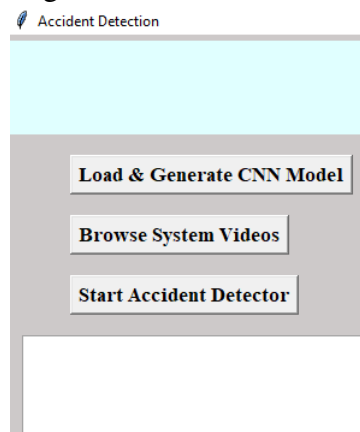 Accident Detection
Load & Generate CNN Model
Browse System Videos
Start Accident Detector